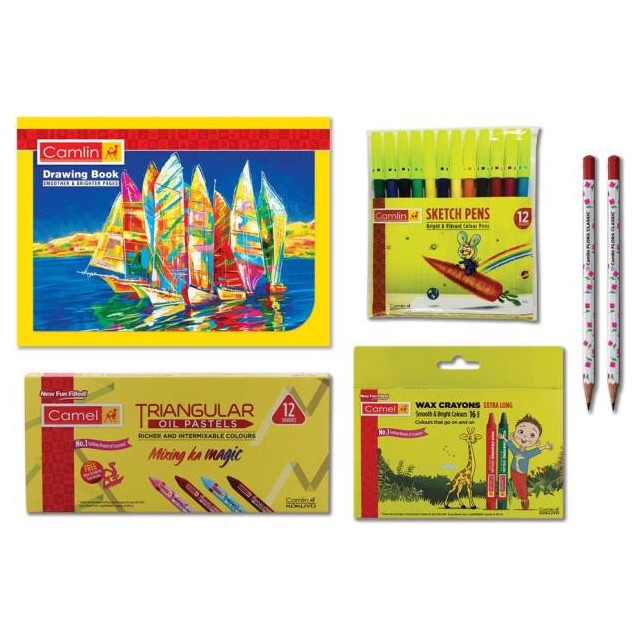 Camlin
Drawing Book
SMOOTHER & BRIGHTER PAGES
Camlin
SKETCH PENS
12
Bright & Vibrant Colour Pens
Camlin
Camlin FLORA CLASSIC
Camlin FLORA CLASSIC
New Fun Filled!
Camel
No.1
TRIANGULAR
OIL PASTELS
12
SHADES
RICHER AND INTERMIXABLE COLOURS
Mixing ka magic
FREE
Camlin
KOKUYO
New Fun Filled!
Camel
No.1
WAX CRAYONS EXTRA LONG
Smooth & Bright Colours 16
Colours that go on and on
Camlin
KOKUYO